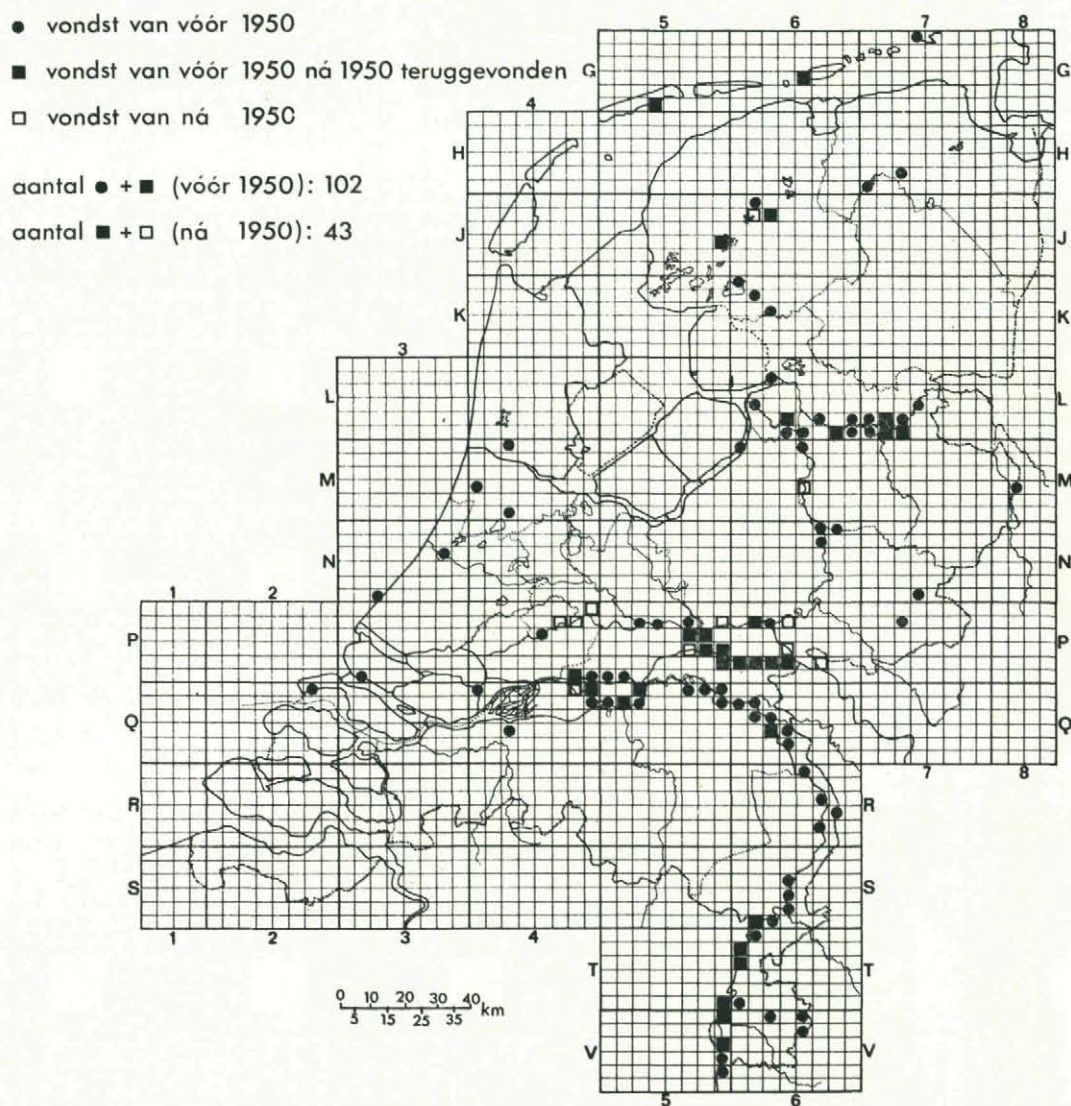 ● vondst van vóór 1950
■ vondst van vóór 1950 ná 1950 teruggevonden
□ vondst van ná 1950
aantal ● + ■ (vóór 1950): 102
aantal ■ + □ (ná 1950): 43
5 6 7 8
G G
4
H H
J J
K K
3
L L
M M
N N
1 2
P P
Q Q
7 8
R R
S S
1 2 3 4
T T
0 10 20 30 40 km
5 15 25 35
V V
5 6